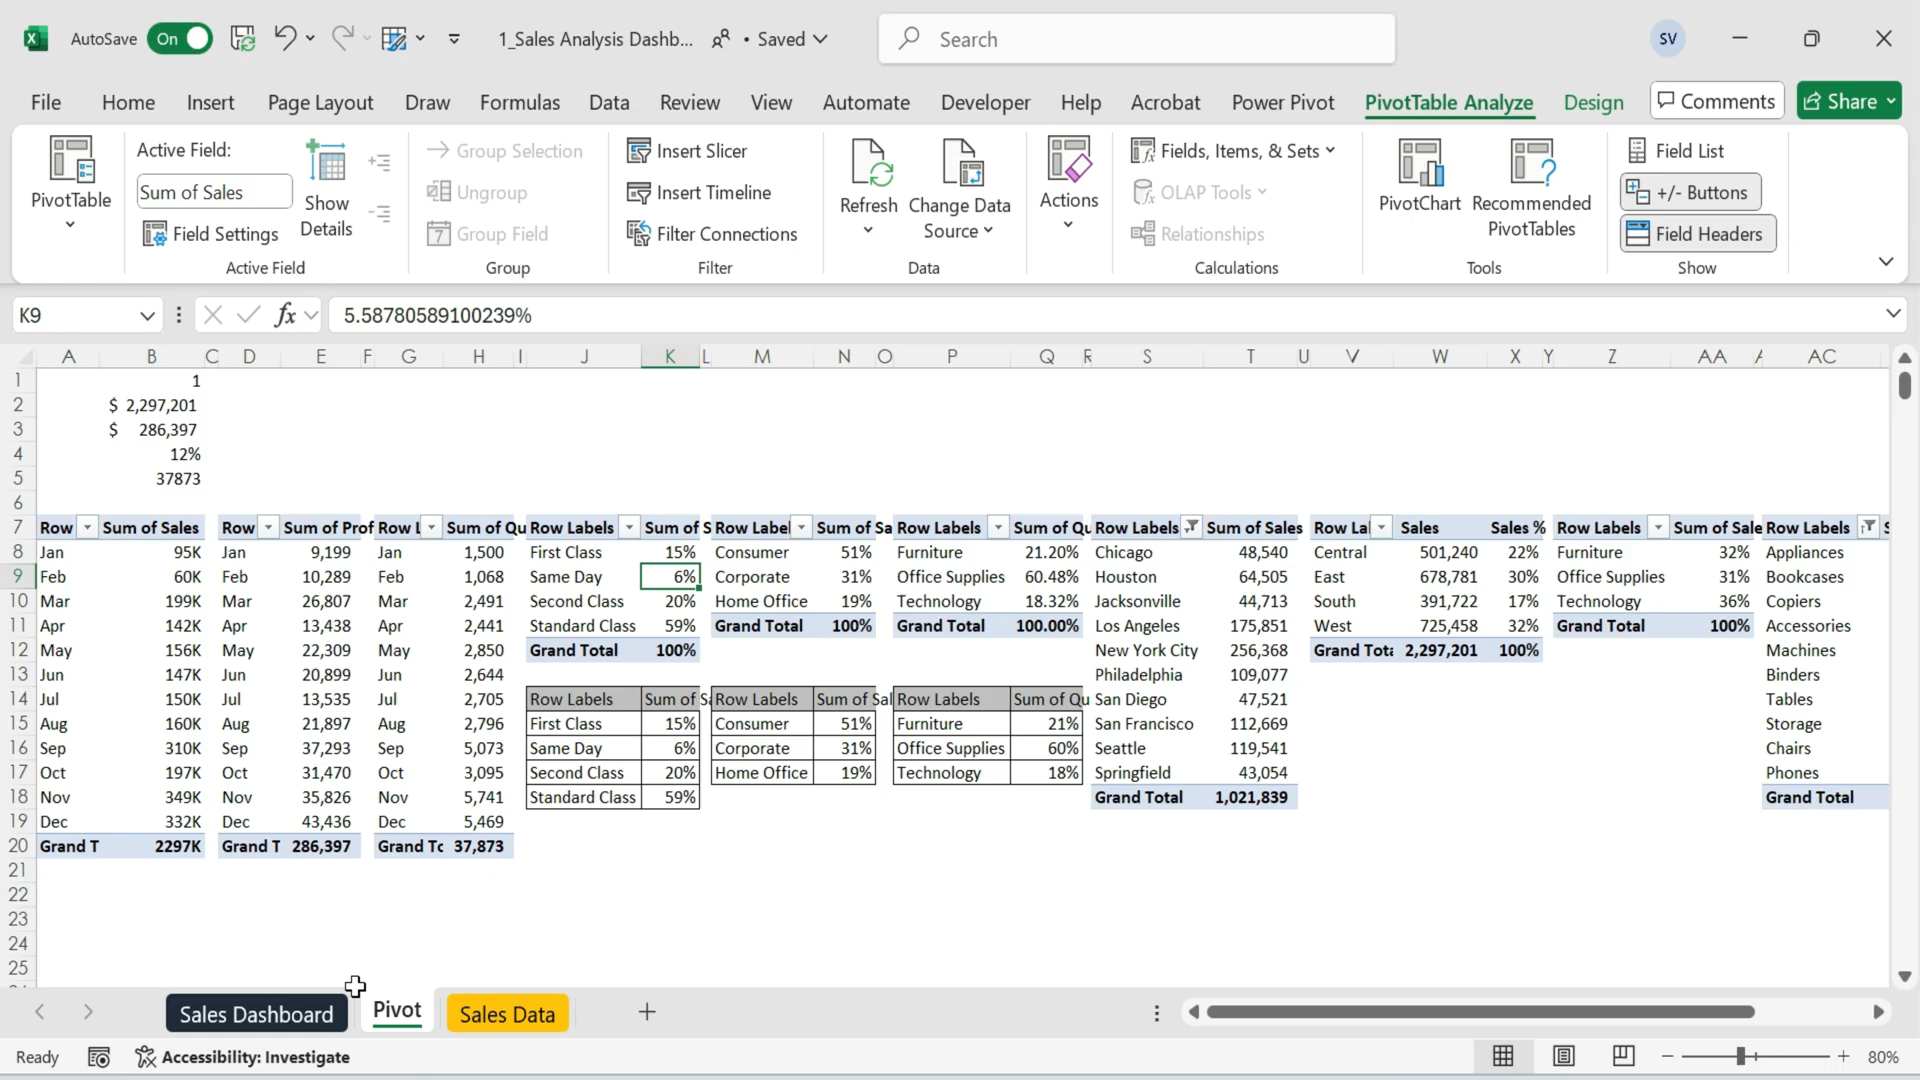 AutoSave On 1_Sales Analysis Dashb... • Saved Search SV
File Home Insert Page Layout Draw Formulas Data Review View Automate Developer Help Acrobat Power Pivot PivotTable Analyze Design Comments Share
PivotTable
Active Field:
Sum of Sales
Field Settings
Show Details
Active Field
Group Selection
Ungroup
Group Field
Group
Insert Slicer
Insert Timeline
Filter Connections
Filter
Refresh
Change Data Source
Data
Actions
Fields, Items, & Sets
OLAP Tools
Relationships
Calculations
PivotChart
Recommended PivotTables
Tools
Field List
+/- Buttons
Field Headers
Show
K9 fx 5.58780589100239%
A B C D E F G H I J K L M N O P Q R S T U V W X Y Z AA A AC
1 1
2 $ 2,297,201
3 $ 286,397
4 12%
5 37873
6
7 Row Sum of Sales Row Sum of Prof Row L Sum of Qu Row Labels Sum of S Row Label Sum of Sa Row Labels Sum of Qu Row Labels Sum of Sales Row Lal Sales Sales % Row Labels Sum of Sale Row Labels S
8 Jan 95K Jan 9,199 Jan 1,500 First Class 15% Consumer 51% Furniture 21.20% Chicago 48,540 Central 501,240 22% Furniture 32% Appliances
9 Feb 60K Feb 10,289 Feb 1,068 Same Day 6% Corporate 31% Office Supplies 60.48% Houston 64,505 East 678,781 30% Office Supplies 31% Bookcases
10 Mar 199K Mar 26,807 Mar 2,491 Second Class 20% Home Office 19% Technology 18.32% Jacksonville 44,713 South 391,722 17% Technology 36% Copiers
11 Apr 142K Apr 13,438 Apr 2,441 Standard Class 59% Grand Total 100% Grand Total 100.00% Los Angeles 175,851 West 725,458 32% Grand Total 100% Accessories
12 May 156K May 22,309 May 2,850 Grand Total 100% New York City 256,368 Grand Tota 2,297,201 100% Machines
13 Jun 147K Jun 20,899 Jun 2,644 Philadelphia 109,077 Binders
14 Jul 150K Jul 13,535 Jul 2,705 Row Labels Sum of Sa Row Labels Sum of Sal Row Labels Sum of Qu San Diego 47,521 Tables
15 Aug 160K Aug 21,897 Aug 2,796 First Class 15% Consumer 51% Furniture 21% San Francisco 112,669 Storage
16 Sep 310K Sep 37,293 Sep 5,073 Same Day 6% Corporate 31% Office Supplies 60% Seattle 119,541 Chairs
17 Oct 197K Oct 31,470 Oct 3,095 Second Class 20% Home Office 19% Technology 18% Springfield 43,054 Phones
18 Nov 349K Nov 35,826 Nov 5,741 Standard Class 59% Grand Total 1,021,839 Grand Total
19 Dec 332K Dec 43,436 Dec 5,469
20 Grand T 2297K Grand T 286,397 Grand Tc 37,873
21
22
23
24
25
Sales Dashboard Pivot Sales Data +
Ready Accessibility: Investigate 80%